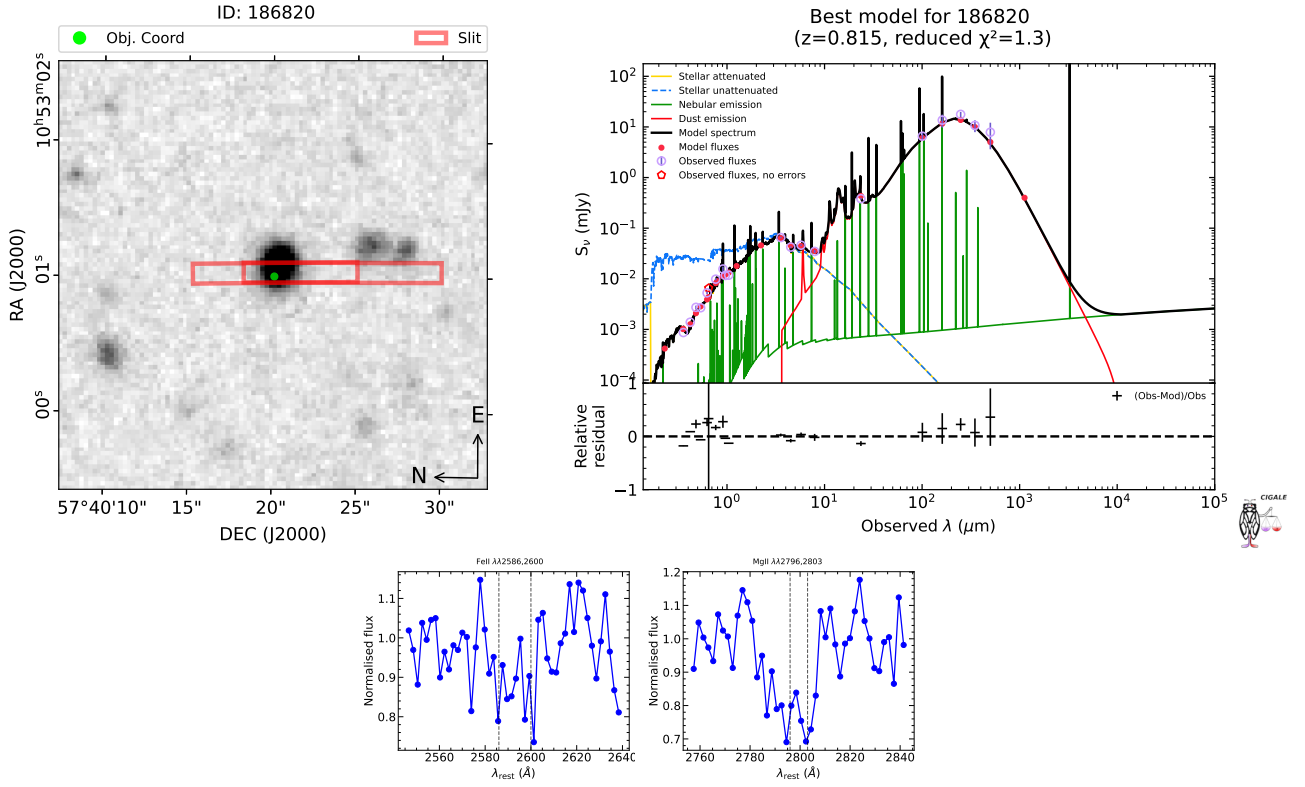 ID: 186820
Obj. Coord
Slit
10ʰ53ᵐ02ˢ
01ˢ
00ˢ
RA (J2000)
E
N
57°40'10"
15"
20"
25"
30"
DEC (J2000)
Best model for 186820
(z=0.815, reduced χ²=1.3)
Stellar attenuated
Stellar unattenuated
Nebular emission
Dust emission
Model spectrum
Model fluxes
Observed fluxes
Observed fluxes, no errors
10²
10¹
10⁰
10⁻¹
10⁻²
10⁻³
10⁻⁴
Sᵥ (mJy)
1
0
−1
Relative
residual
(Obs-Mod)/Obs
10⁰ 10¹ 10² 10³ 10⁴ 10⁵
Observed λ (μm)
CIGALE
FeII λλ2586,2600
1.1
1.0
0.9
0.8
Normalised flux
2560 2580 2600 2620 2640
λrest (Å)
MgII λλ2796,2803
1.2
1.1
1.0
0.9
0.8
0.7
Normalised flux
2760 2780 2800 2820 2840
λrest (Å)